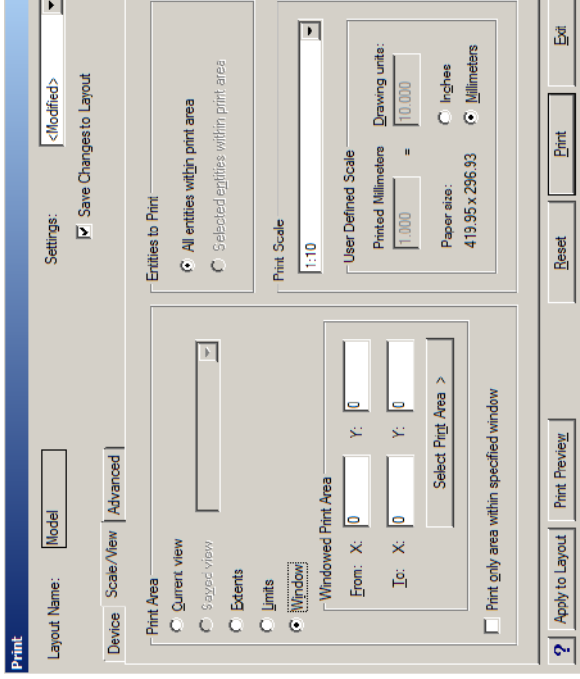 Print
Layout Name: Model
Settings: <Modified>
Save Changes to Layout
Device Scale/View Advanced
Print Area
Current view
Saved view
Extents
Limits
Window
Windowed Print Area
From: X: 0 Y: 0
To: X: 0 Y: 0
Select Print Area >
Print only area within specified window
Entities to Print
All entities within print area
Selected entities within print area
Print Scale
1:10
User Defined Scale
Printed Millimeters Drawing units:
1.000 = 10.000
Paper size: Inches
419.95 x 296.93 Millimeters
? Apply to Layout Print Preview Reset Print Exit